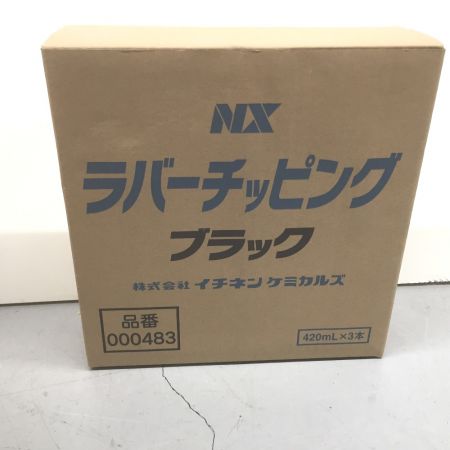 NX
ラバーチッピング
ブラック
株式会社 イチネンケミカルズ
品番
000483
420mL×3本